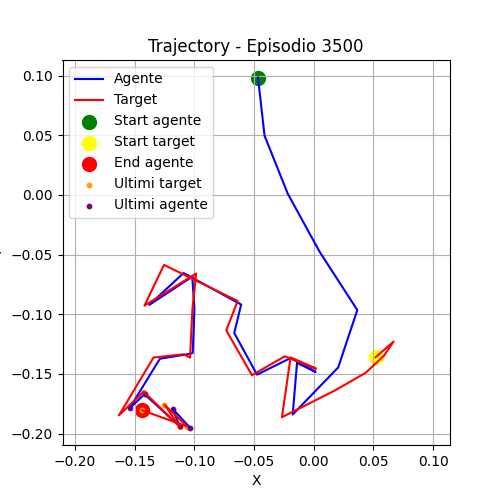 Trajectory - Episodio 3500
Agente
Target
Start agente
Start target
End agente
Ultimi target
Ultimi agente
0.10
0.05
0.00
−0.05
−0.10
−0.15
−0.20
−0.20 −0.15 −0.10 −0.05 0.00 0.05 0.10
X